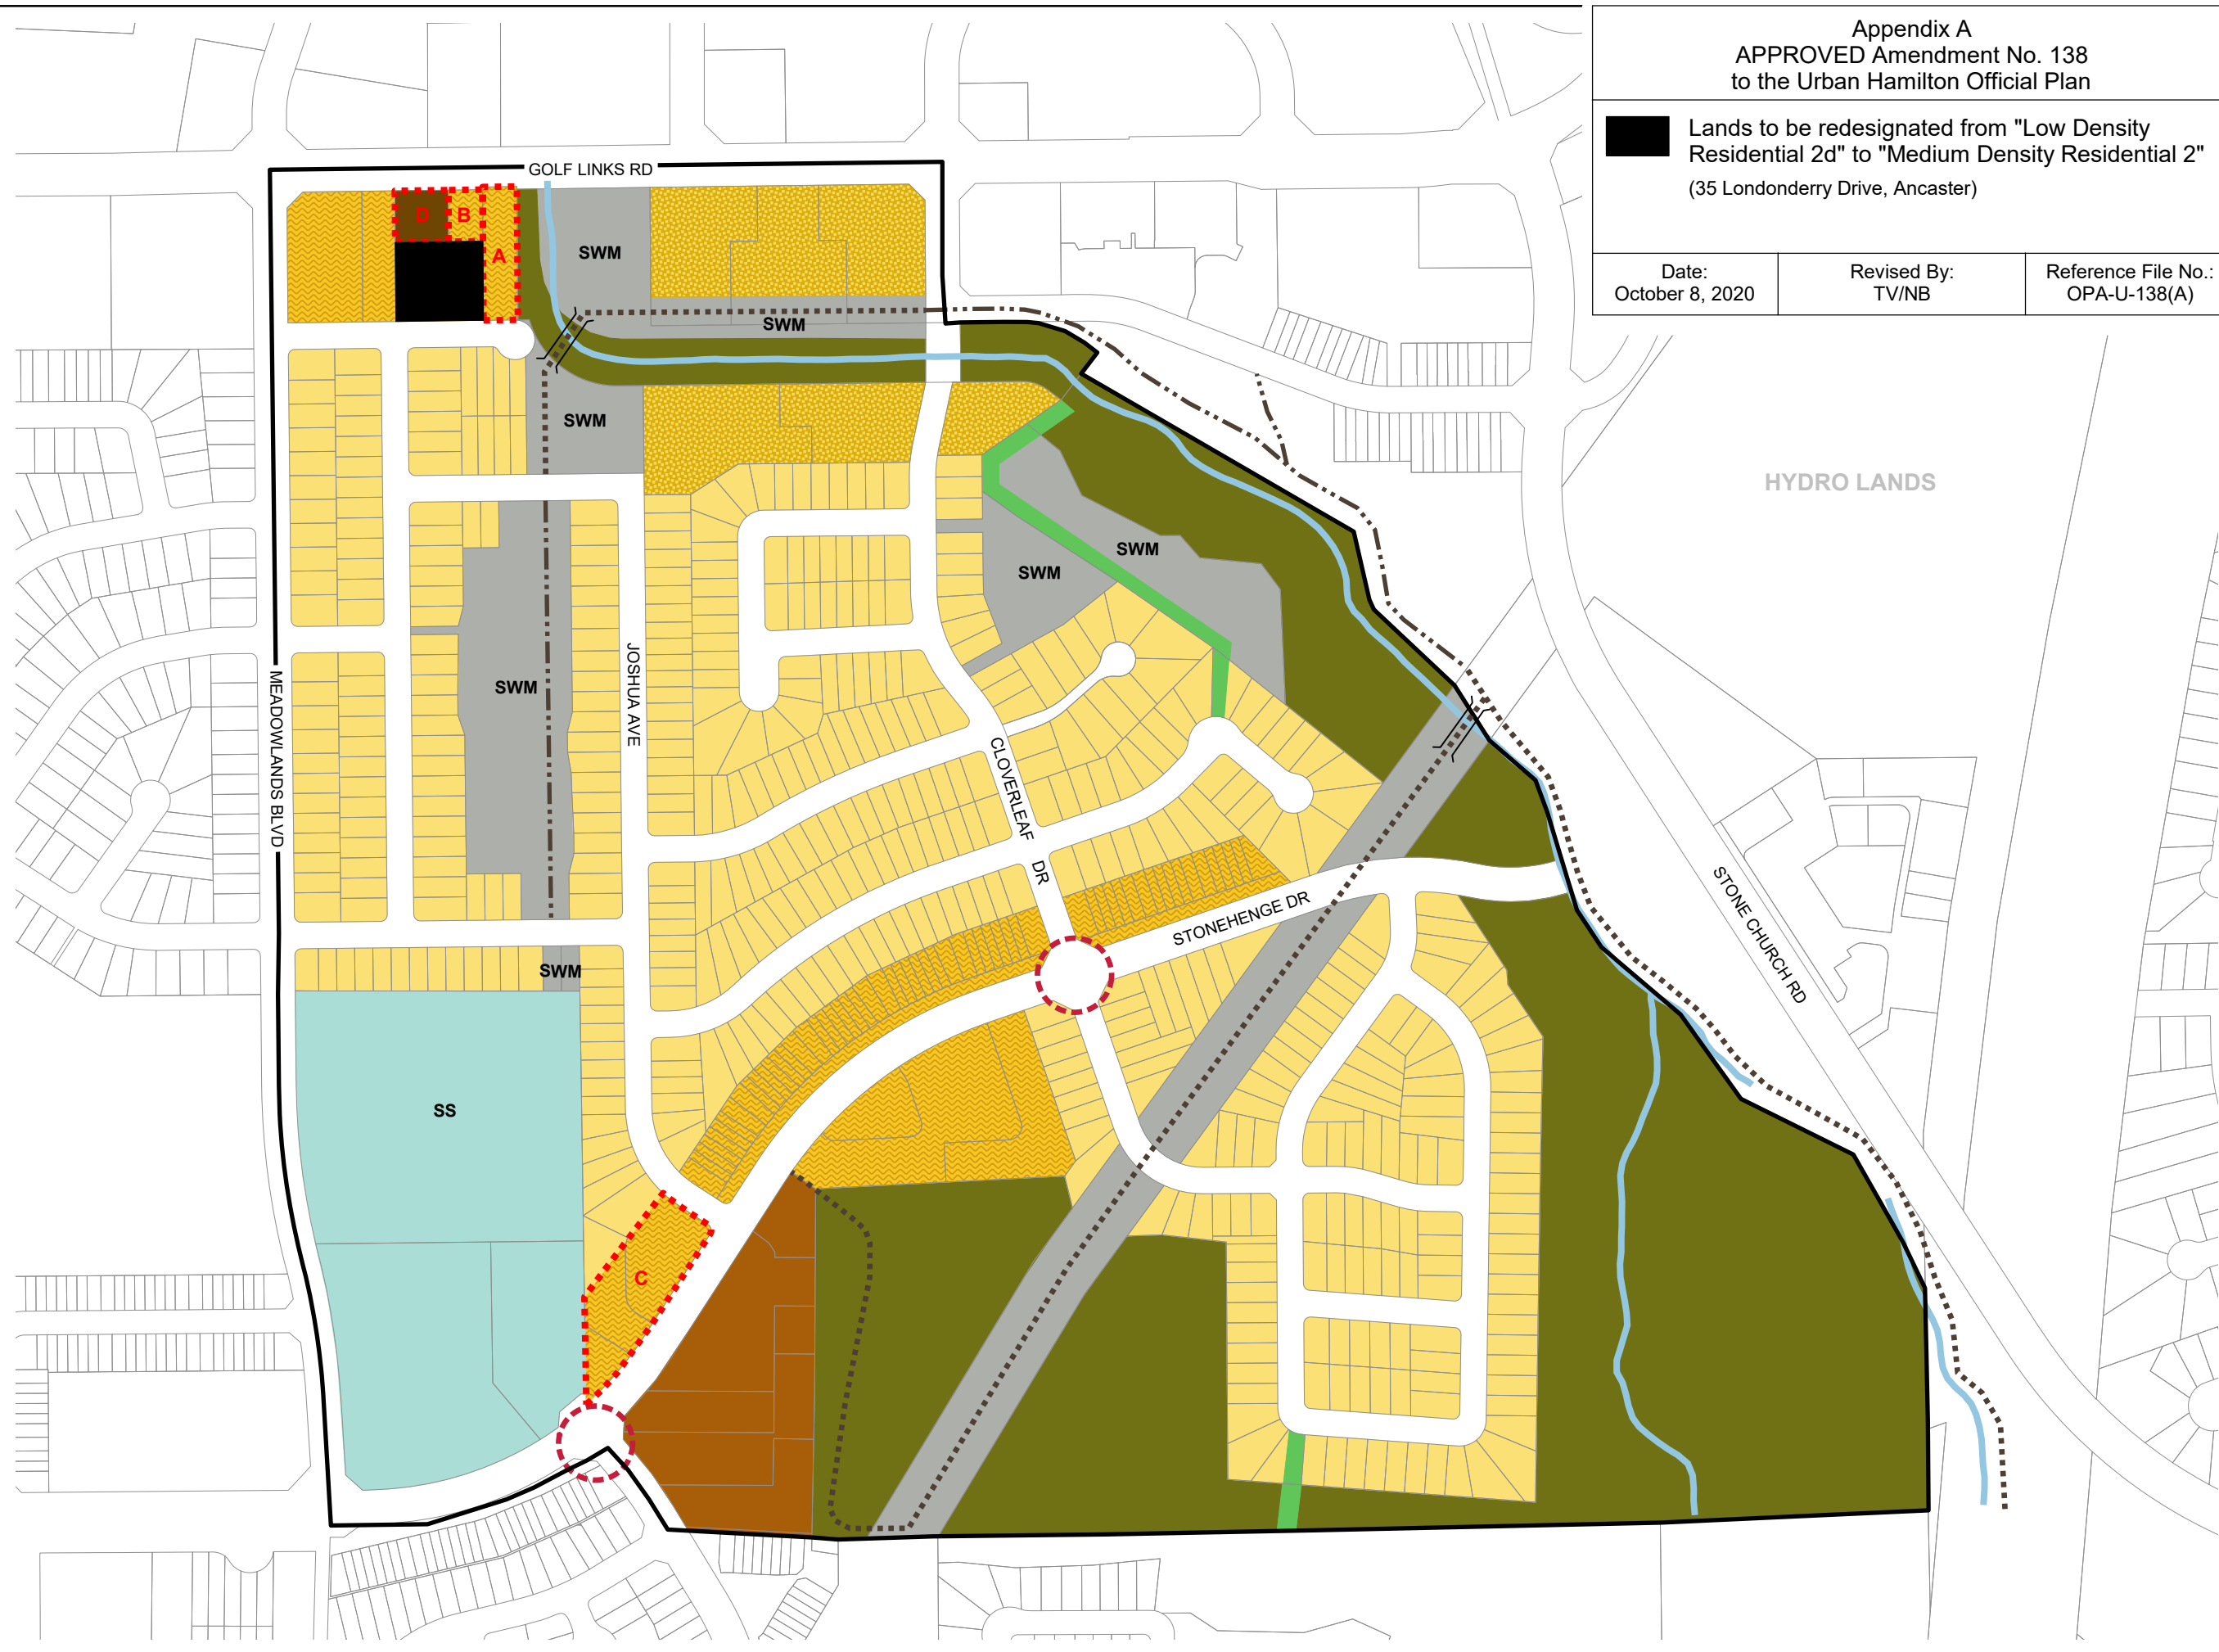 Appendix A
APPROVED Amendment No. 138
to the Urban Hamilton Official Plan
Lands to be redesignated from "Low Density
Residential 2d" to "Medium Density Residential 2"
(35 Londonderry Drive, Ancaster)
Date:
October 8, 2020
Revised By:
TV/NB
Reference File No.:
OPA-U-138(A)
GOLF LINKS RD
D
B
A
SWM
SWM
SWM
HYDRO LANDS
SWM
SWM
SWM
MEADOWLANDS BLVD
JOSHUA AVE
CLOVERLEAF
DR
STONEHENGE DR
STONE CHURCH RD
SWM
SS
C